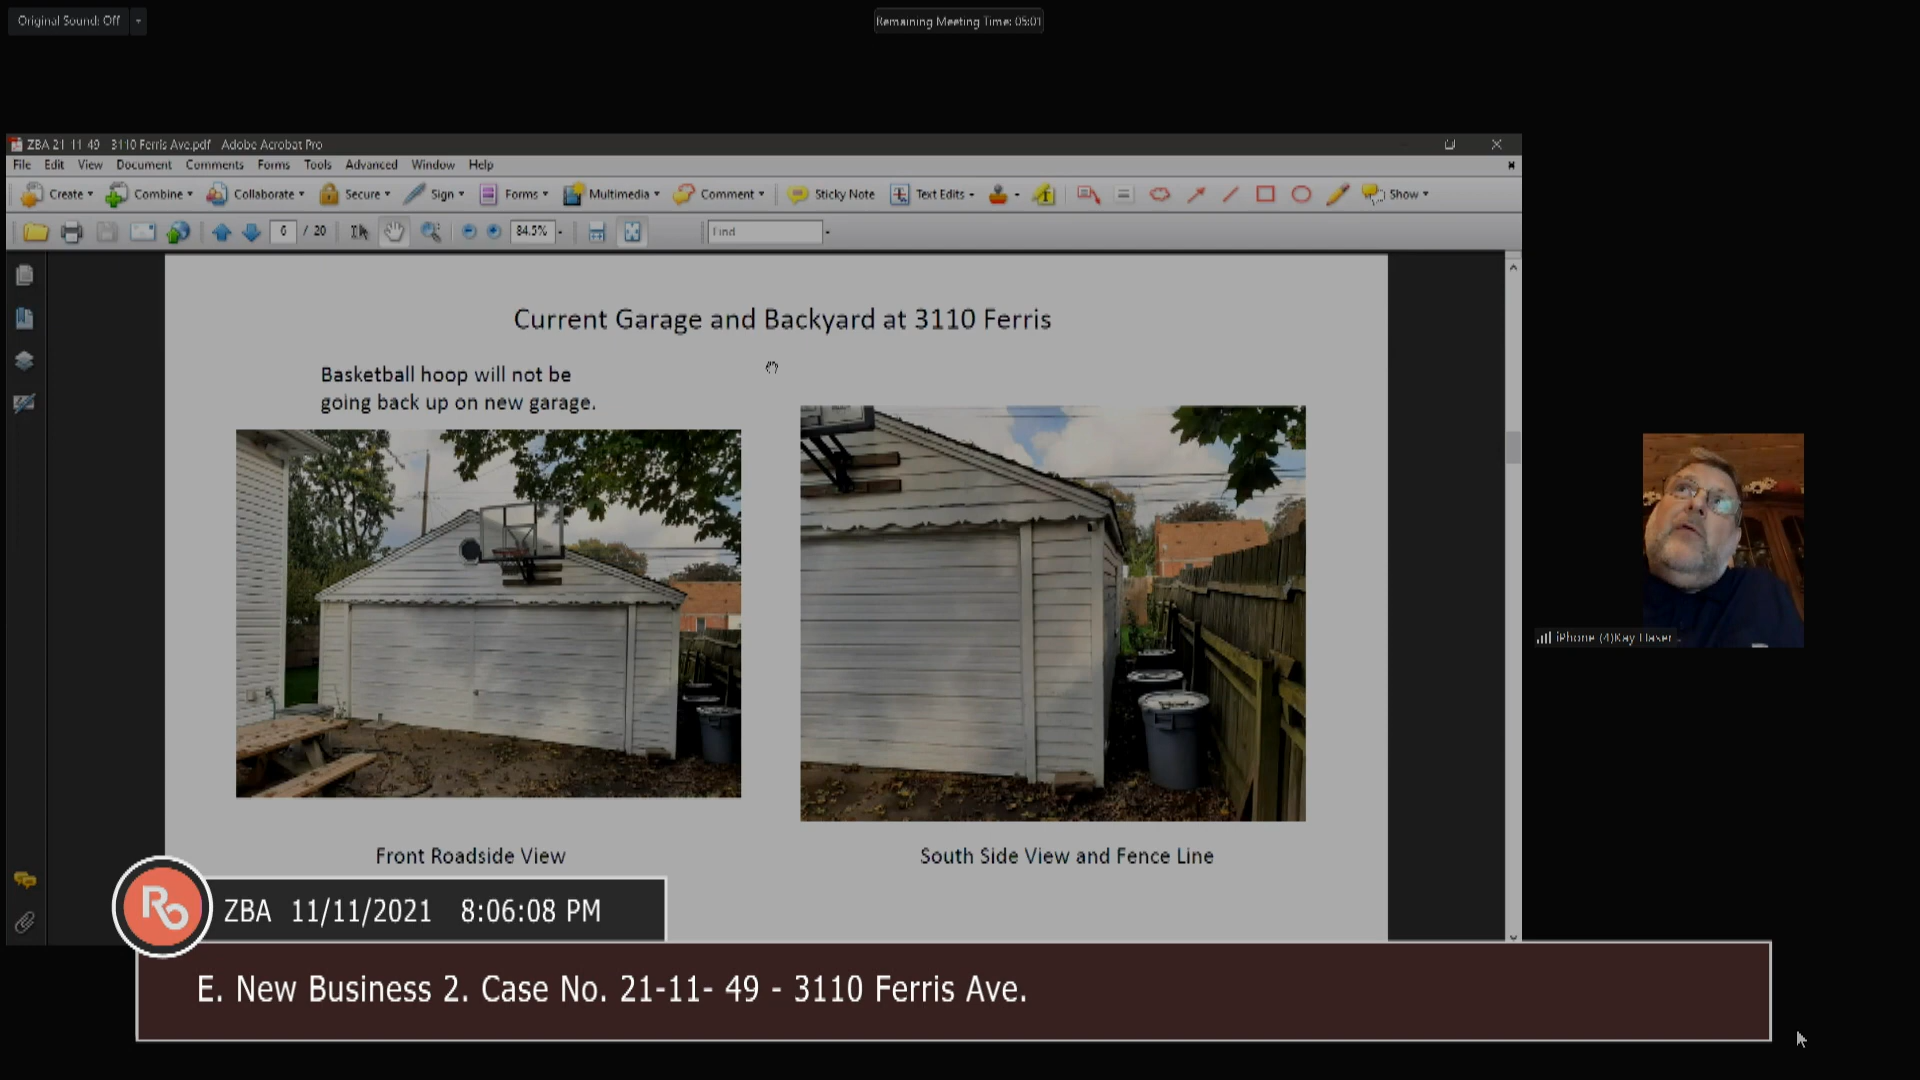 Original Sound: Off
Remaining Meeting Time: 05:01
ZBA 21 11 49 3110 Ferris Ave.pdf Adobe Acrobat Pro
File Edit View Document Comments Forms Tools Advanced Window Help
Create Combine Collaborate Secure Sign Forms Multimedia Comment Sticky Note Text Edits Show
6 / 20 84.5% Find
Current Garage and Backyard at 3110 Ferris
Basketball hoop will not be
going back up on new garage.
iPhone (4)Kay
Front Roadside View
South Side View and Fence Line
Ro
ZBA 11/11/2021 8:06:08 PM
E. New Business 2. Case No. 21-11- 49 - 3110 Ferris Ave.